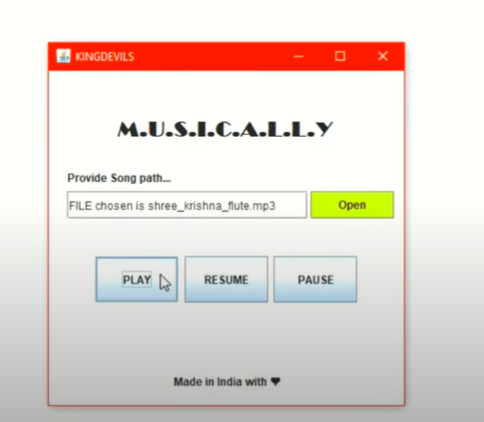 KINGDEVILS
M.U.S.I.C.A.L.L.Y
Provide Song path...
FILE chosen is shree_krishna_flute.mp3
Open
PLAY RESUME PAUSE
Made in India with ❤